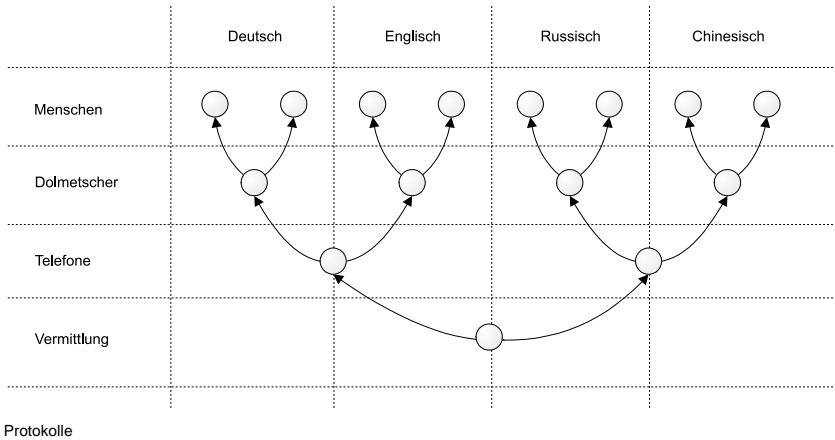 Deutsch Englisch Russisch Chinesisch
Menschen
Dolmetscher
Telefone
Vermittlung
Protokolle